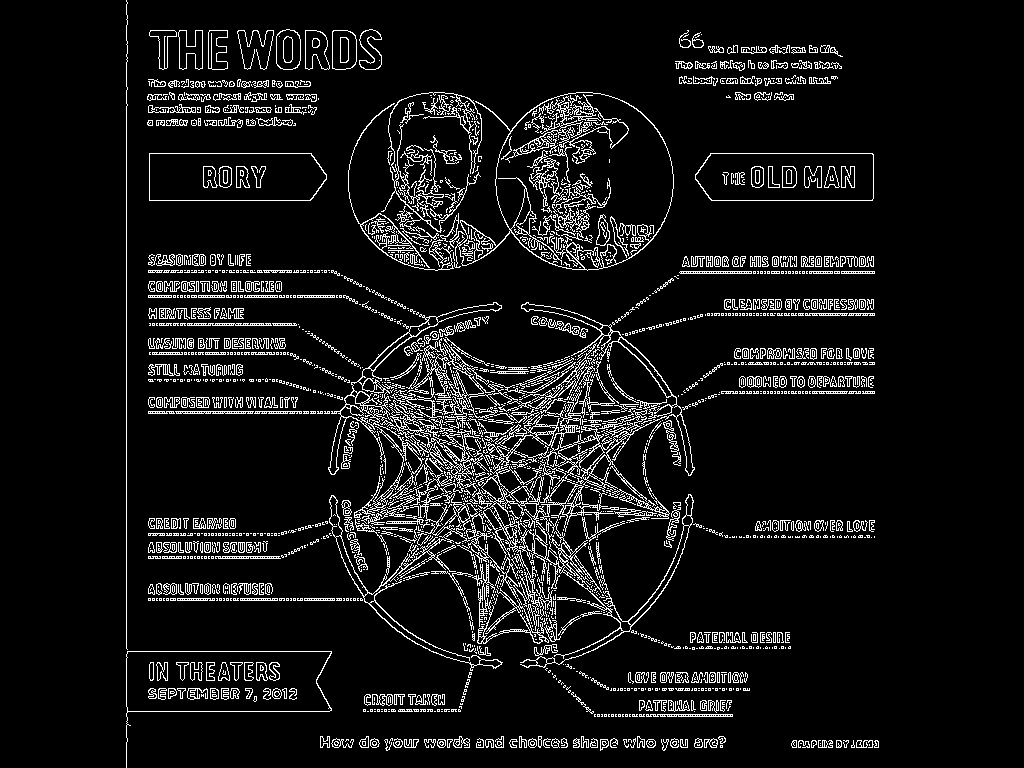 THE WORDS
The choices we're forced to make
aren't always about right vs. wrong.
Sometimes the difference is simply
a matter of wanting to believe.
“We all make choices in life,
The hard thing is to live with them.
Nobody can help you with that.”
- The Old Man
RORY
THE OLD MAN
SEASONED BY LIFE
COMPOSITION BLOCKED
MERITLESS FAME
UNSUNG BUT DESERVING
STILL MATURING
COMPOSED WITH VITALITY
CREDIT EARNED
ABSOLUTION SOUGHT
ABSOLUTION REFUSED
CREDIT TAKEN
AUTHOR OF HIS OWN REDEMPTION
CLEANSED BY CONFESSION
COMPROMISED FOR LOVE
DOOMED TO DEPARTURE
AMBITION OVER LOVE
PATERNAL DESIRE
LOVE OVER AMBITION
PATERNAL GRIEF
RESPONSIBILITY
COURAGE
DREAMS
CONSCIENCE
FICTION
LIFE
IN THEATERS
SEPTEMBER 7, 2012
How do your words and choices shape who you are?
GRAPHIC BY